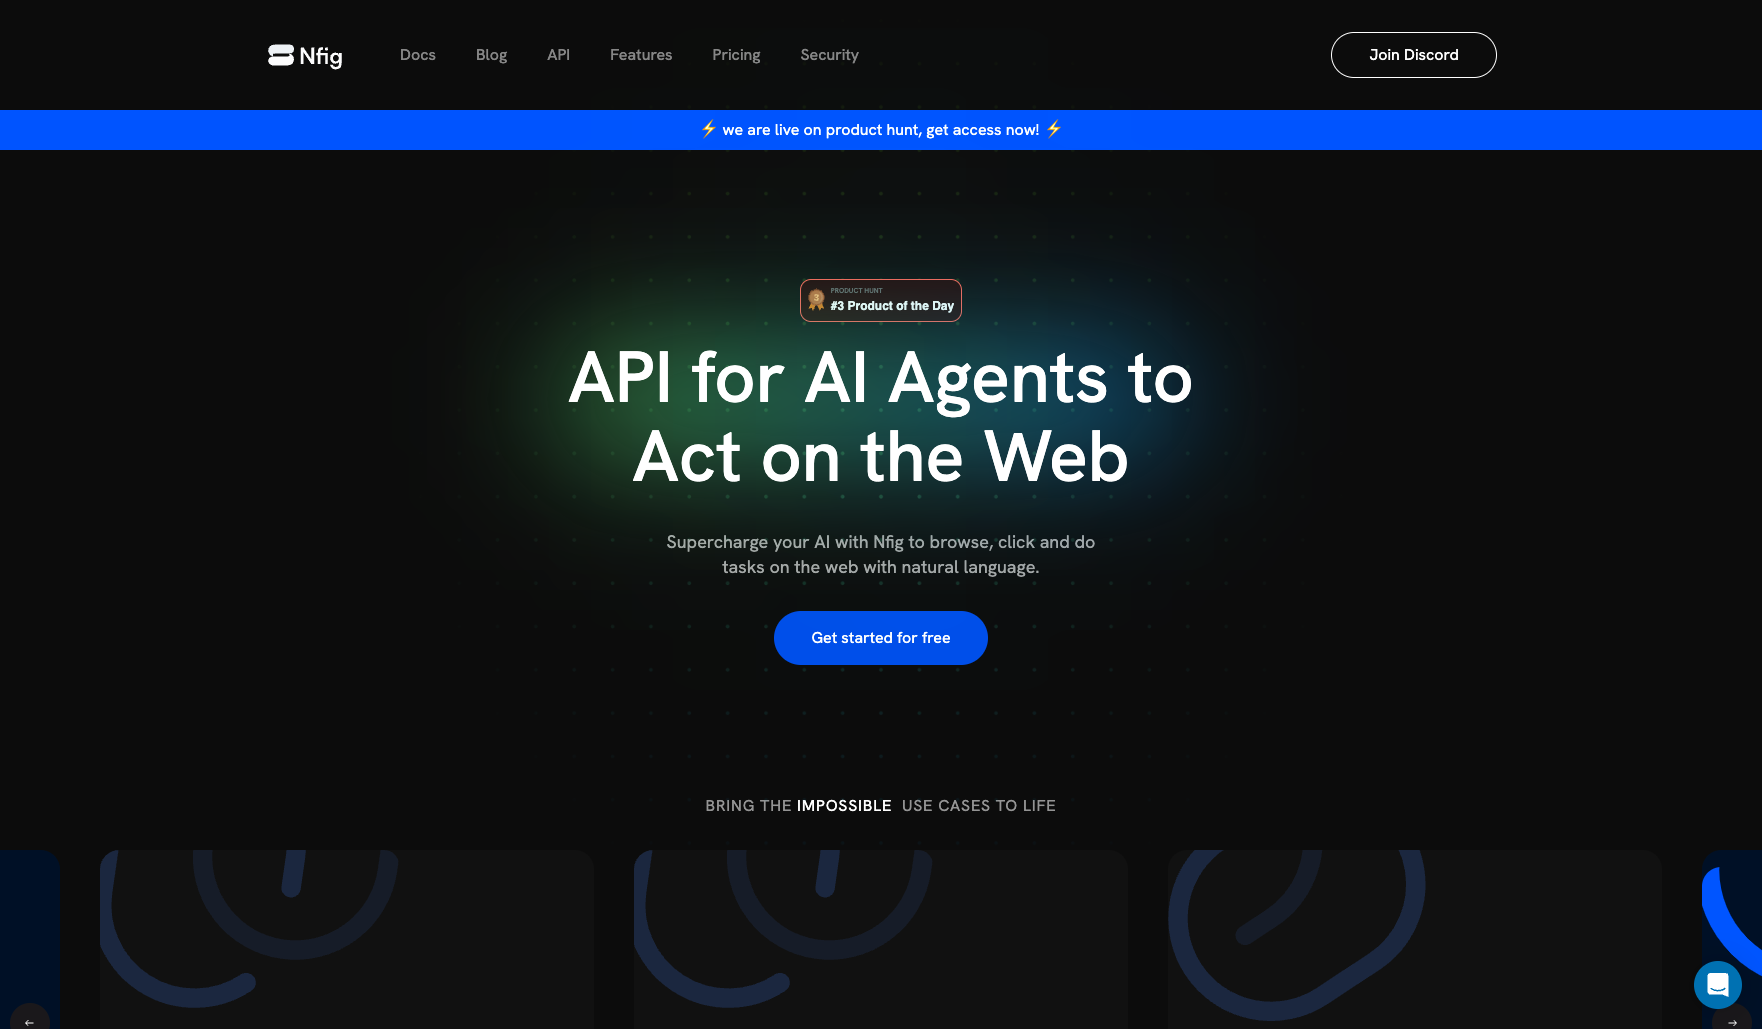 Nfig
Docs
Blog
API
Features
Pricing
Security
Join Discord
⚡ we are live on product hunt, get access now! ⚡
3
PRODUCT HUNT
#3 Product of the Day
API for AI Agents to
Act on the Web
Supercharge your AI with Nfig to browse, click and do
tasks on the web with natural language.
Get started for free
BRING THE IMPOSSIBLE USE CASES TO LIFE